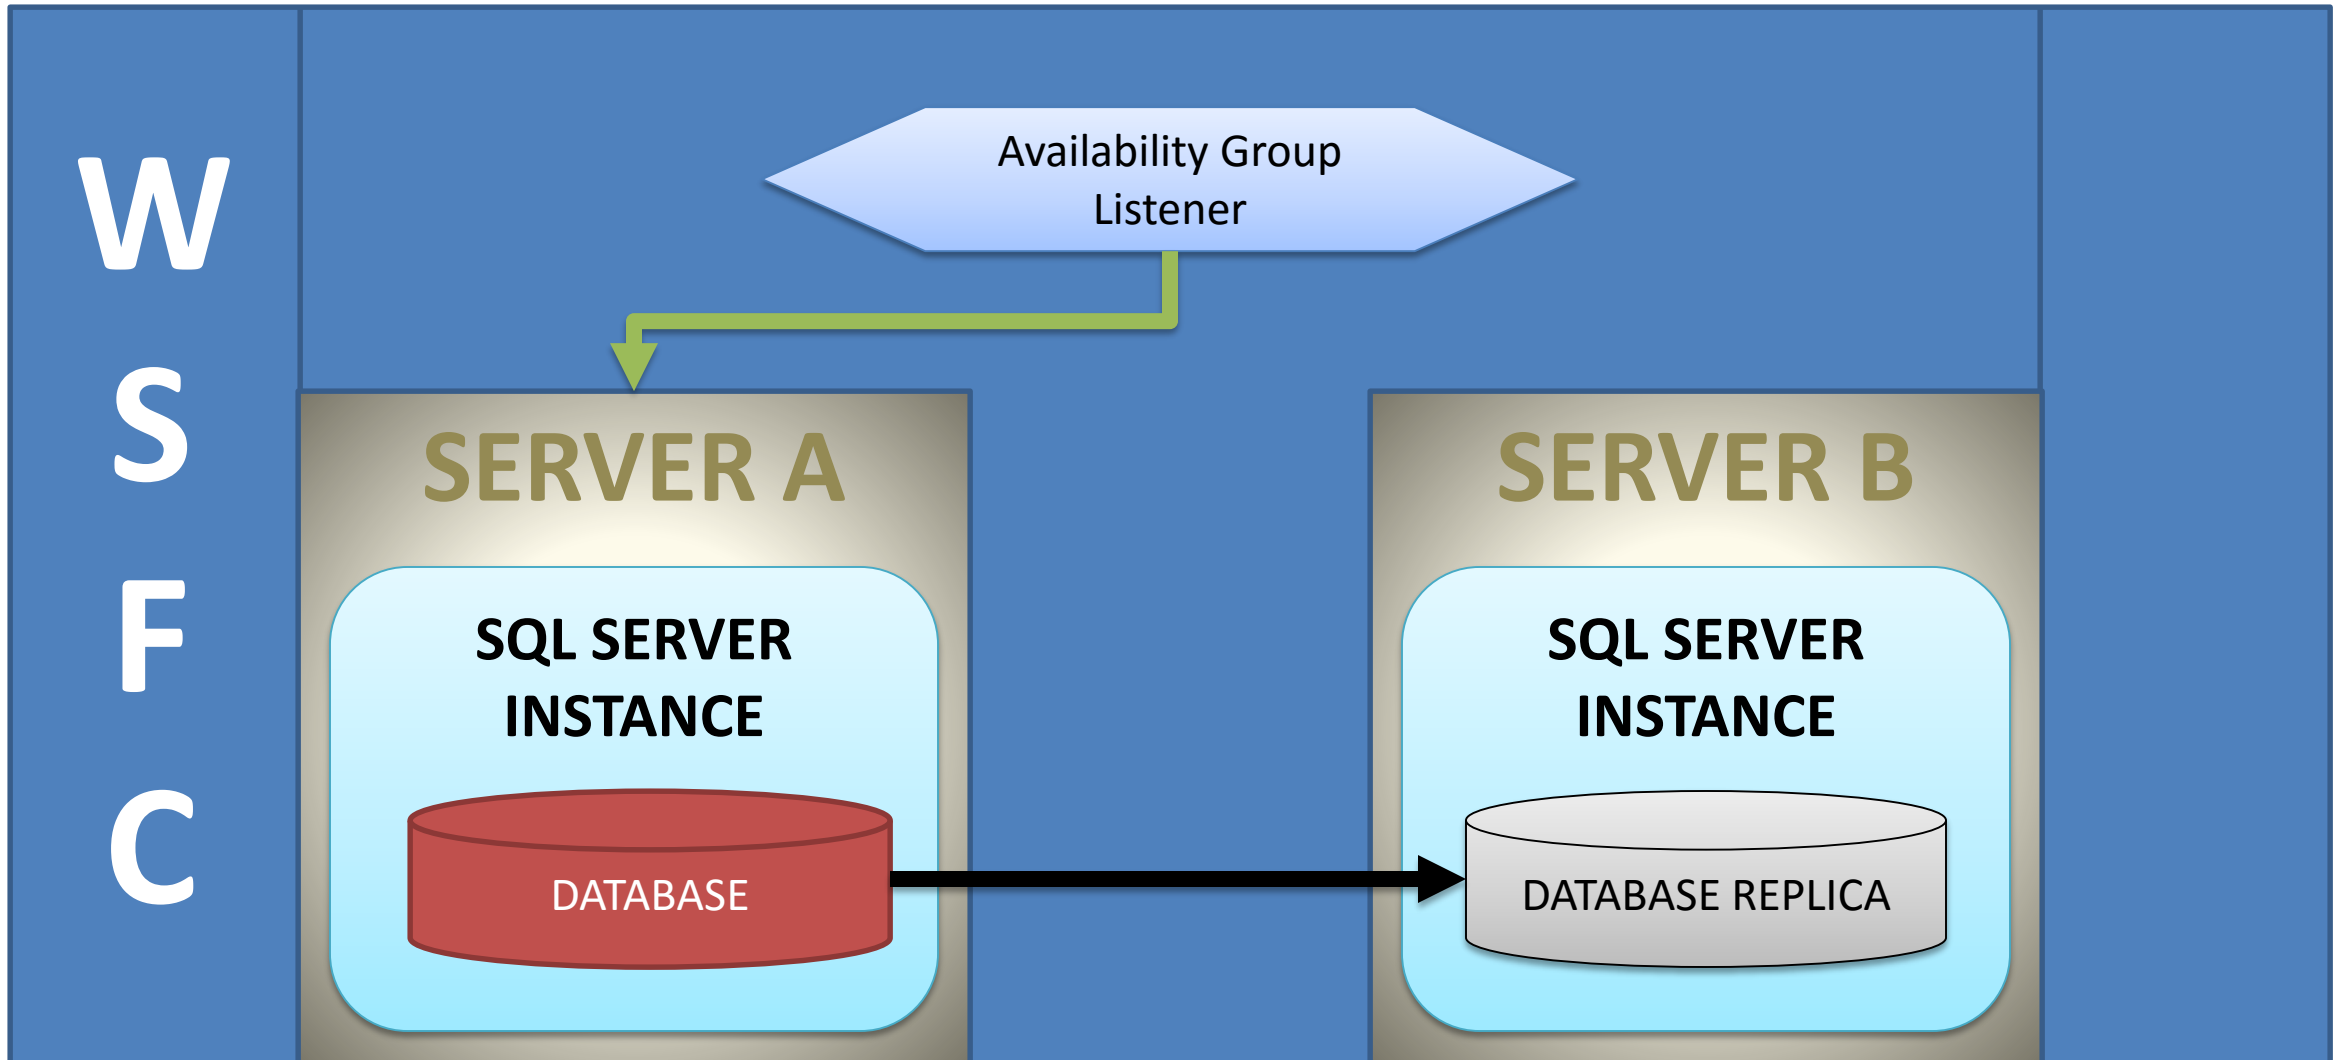 W
S
F
C
Availability Group
Listener
SERVER A
SQL SERVER
INSTANCE
DATABASE
SERVER B
SQL SERVER
INSTANCE
DATABASE REPLICA